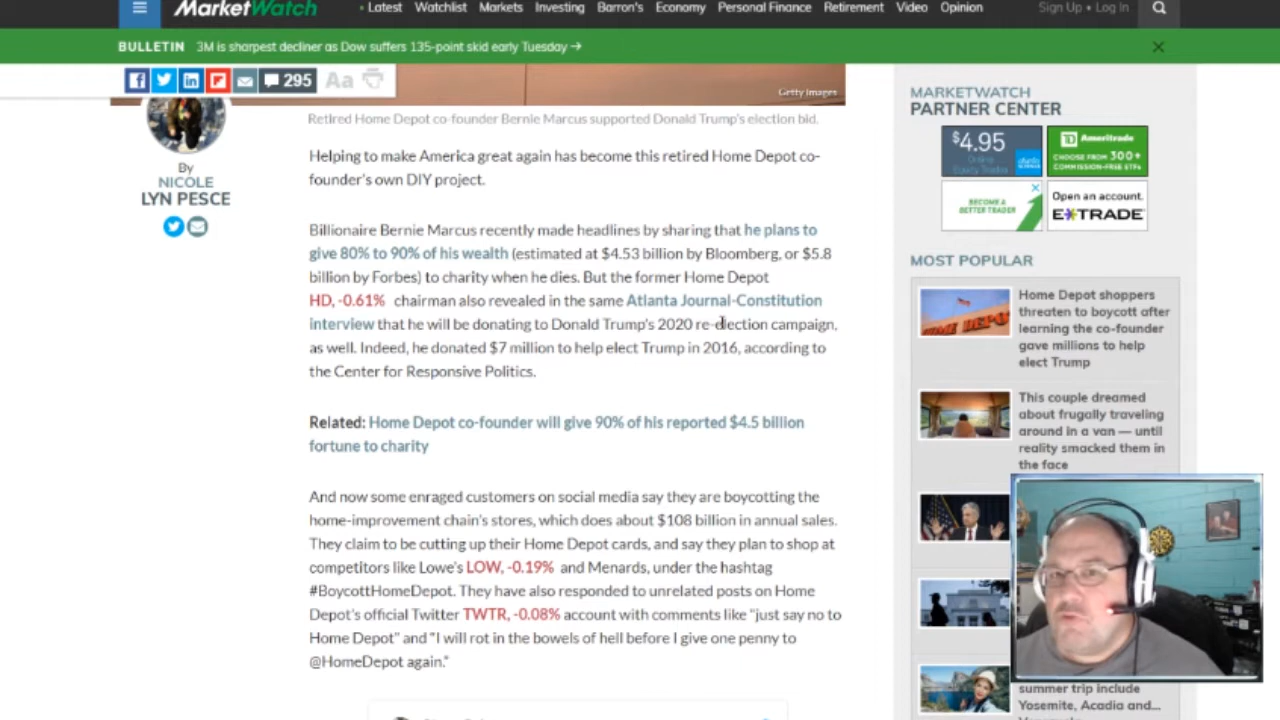 MarketWatch
Latest Watchlist Markets Investing Barron's Economy Personal Finance Retirement Video Opinion
Sign Up • Log In
BULLETIN 3M is sharpest decliner as Dow suffers 135-point skid early Tuesday →
295
Aa
Getty Images
Retired Home Depot co-founder Bernie Marcus supported Donald Trump's election bid.
By
NICOLE
LYN PESCE
Helping to make America great again has become this retired Home Depot co-
founder's own DIY project.
Billionaire Bernie Marcus recently made headlines by sharing that he plans to
give 80% to 90% of his wealth (estimated at $4.53 billion by Bloomberg, or $5.8
billion by Forbes) to charity when he dies. But the former Home Depot
HD, -0.61% chairman also revealed in the same Atlanta Journal-Constitution
interview that he will be donating to Donald Trump's 2020 re-election campaign,
as well. Indeed, he donated $7 million to help elect Trump in 2016, according to
the Center for Responsive Politics.
Related: Home Depot co-founder will give 90% of his reported $4.5 billion
fortune to charity
And now some enraged customers on social media say they are boycotting the
home-improvement chain's stores, which does about $108 billion in annual sales.
They claim to be cutting up their Home Depot cards, and say they plan to shop at
competitors like Lowe's LOW, -0.19% and Menards, under the hashtag
#BoycottHomeDepot. They have also responded to unrelated posts on Home
Depot's official Twitter TWTR, -0.08% account with comments like "just say no to
Home Depot" and "I will rot in the bowels of hell before I give one penny to
@HomeDepot again."
MARKETWATCH
PARTNER CENTER
$4.95
Online
Equity Trades
Ameritrade
CHOOSE FROM 300+
COMMISSION-FREE ETFs
BECOME A
BETTER TRADER
Open an account.
E*TRADE
MOST POPULAR
Home Depot shoppers
threaten to boycott after
learning the co-founder
gave millions to help
elect Trump
This couple dreamed
about frugally traveling
around in a van — until
reality smacked them in
the face
summer trip include
Yosemite, Acadia and...